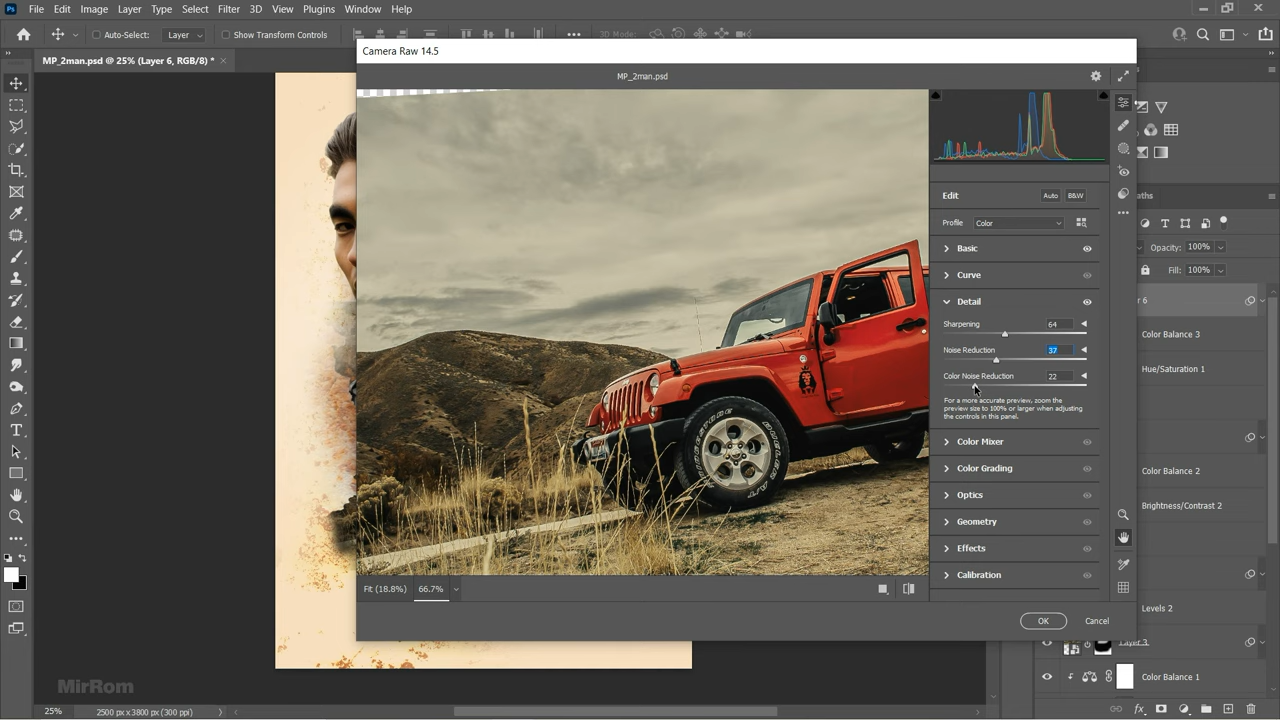 File Edit Image Layer Type Select Filter 3D View Plugins Window Help
Auto-Select: Layer Show Transform Controls 3D Mode:
MP_2man.psd @ 25% (Layer 6, RGB/8) *
Camera Raw 14.5
MP_2man.psd
Edit Auto B&W
Profile Color
Basic
Curve
Detail
Sharpening 64
Noise Reduction 37
Color Noise Reduction 22
For a more accurate preview, zoom the
preview size to 100% or larger when adjusting
the controls in this panel.
Color Mixer
Color Grading
Optics
Geometry
Effects
Calibration
Fit (18.8%) 66.7%
OK Cancel
Opacity: 100%
Fill: 100%
Color Balance 3
Hue/Saturation 1
Color Balance 2
Brightness/Contrast 2
Levels 2
Layer 3
Color Balance 1
MirRom
25% 2500 px x 3800 px (300 ppi)